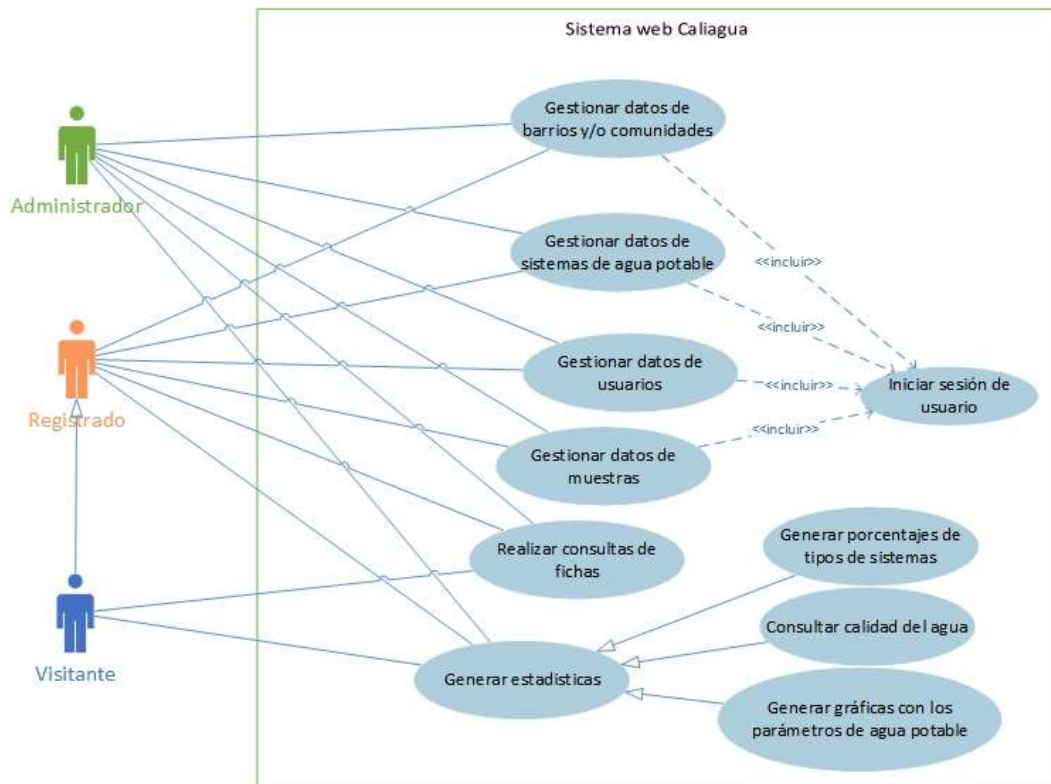 Sistema web Caliagua
Gestionar datos de
barrios y/o comunidades
Administrador
Gestionar datos de
sistemas de agua potable
<<incluir>>
<<incluir>>
Registrado
Gestionar datos de
usuarios
<<incluir>>
Iniciar sesión de
usuario
<<incluir>>
Gestionar datos de
muestras
Realizar consultas de
fichas
Generar porcentajes de
tipos de sistemas
Visitante
Consultar calidad del agua
Generar estadisticas
Generar gráficas con los
parámetros de agua potable